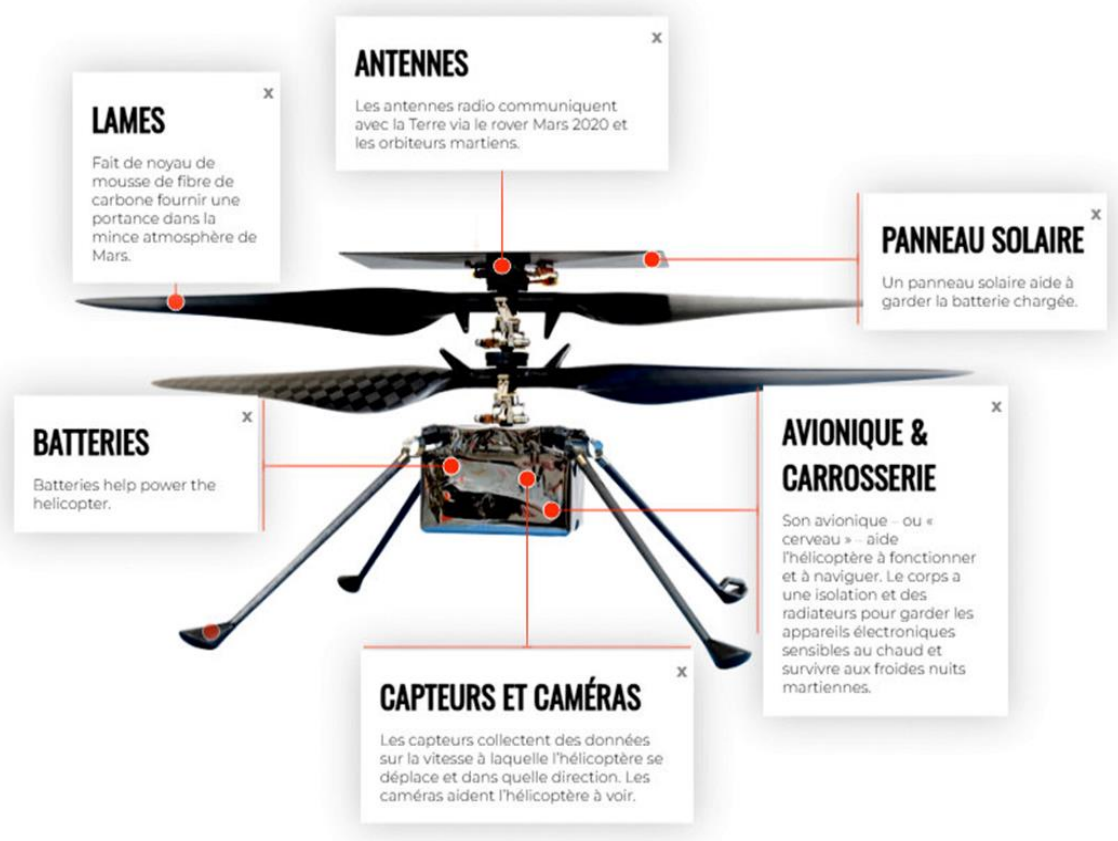 ANTENNES
x
Les antennes radio communiquent
avec la Terre via le rover Mars 2020 et
les orbiteurs martiens.
LAMES
x
Fait de noyau de
mousse de fibre de
carbone fournir une
portance dans la
mince atmosphère de
Mars.
PANNEAU SOLAIRE
x
Un panneau solaire aide à
garder la batterie chargée.
BATTERIES
x
Batteries help power the
helicopter.
AVIONIQUE &
CARROSSERIE
x
Son avionique – ou «
cerveau » – aide
l'hélicoptère à fonctionner
et à naviguer. Le corps a
une isolation et des
radiateurs pour garder les
appareils électroniques
sensibles au chaud et
survivre aux froides nuits
martiennes.
CAPTEURS ET CAMÉRAS
x
Les capteurs collectent des données
sur la vitesse à laquelle l'hélicoptère se
déplace et dans quelle direction. Les
caméras aident l'hélicoptère à voir.